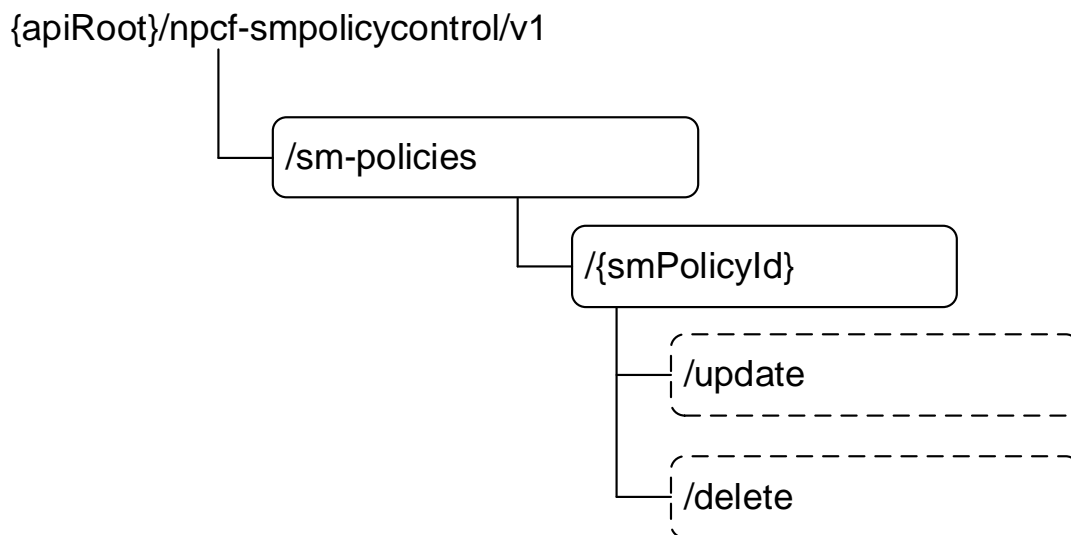 {apiRoot}/npcf-smpolicycontrol/v1
/sm-policies
/{smPolicyId}
/update
/delete